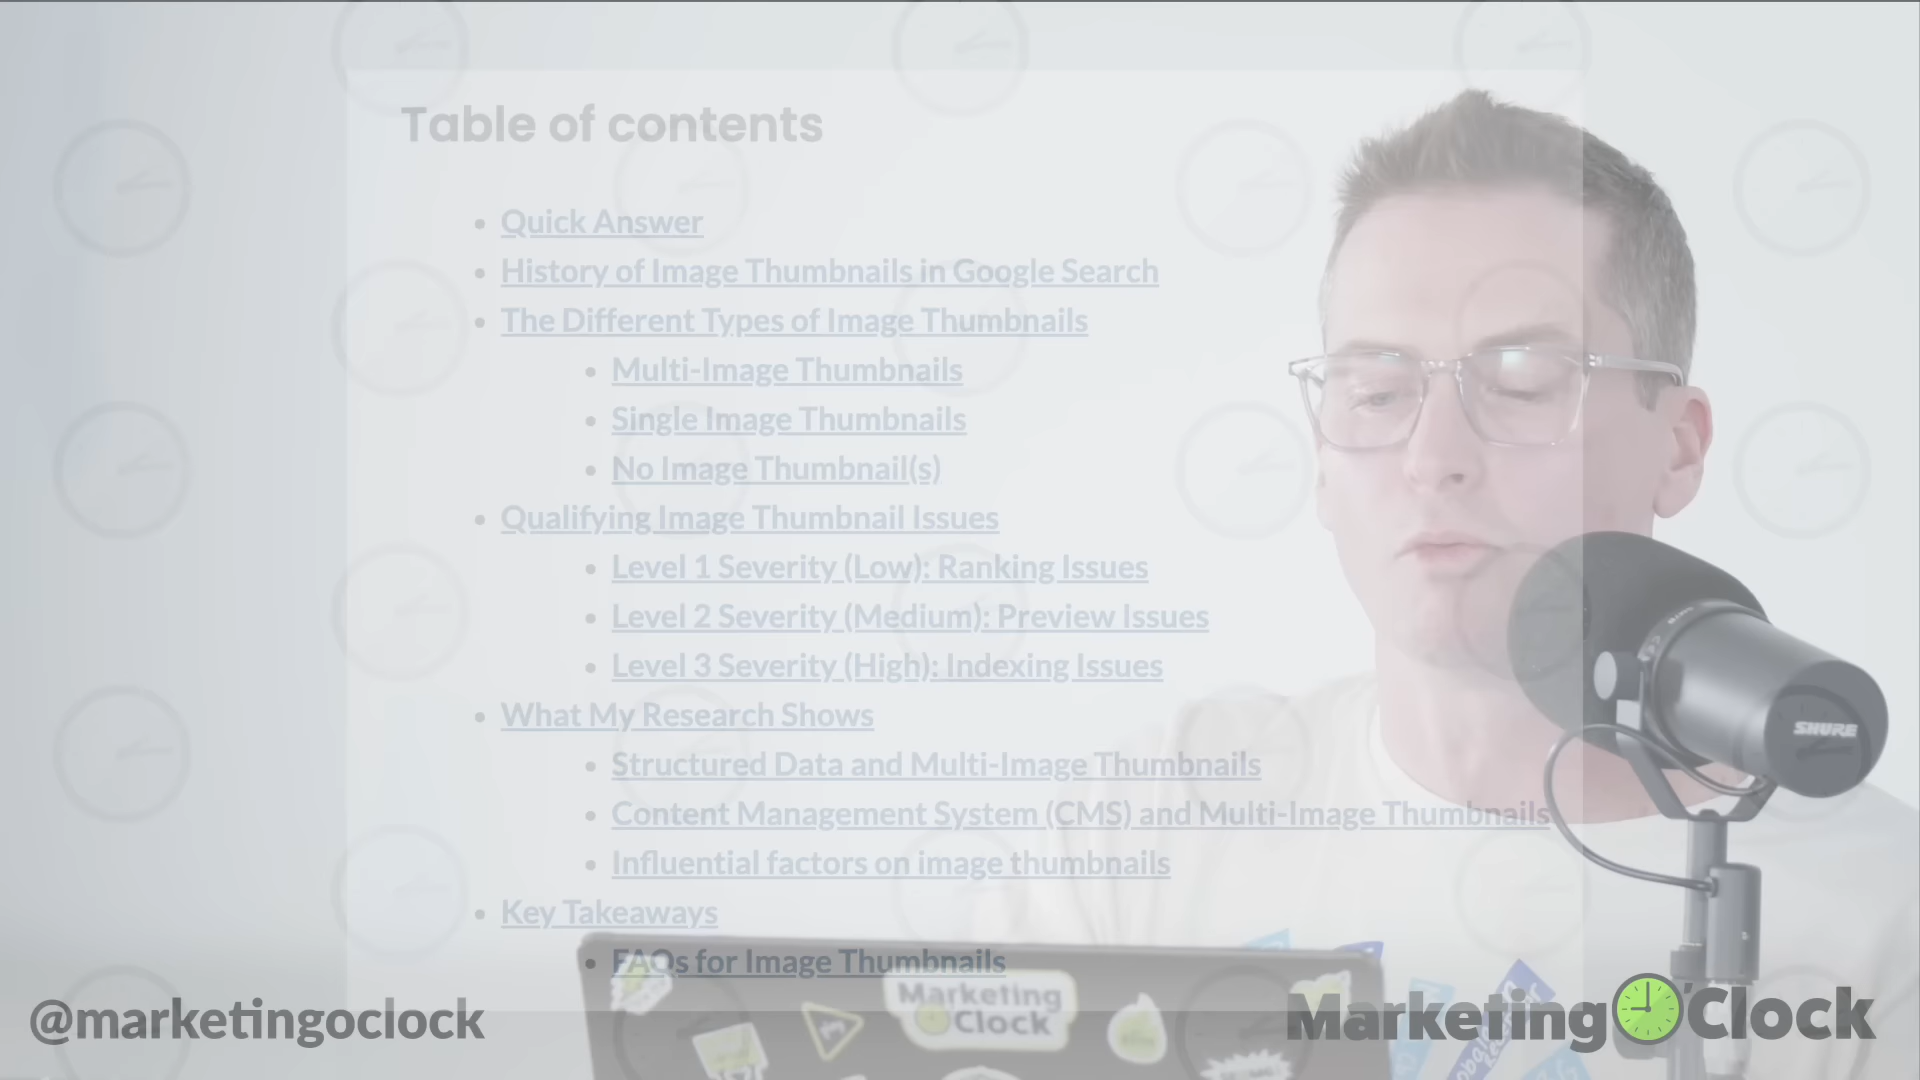 Table of contents
Quick Answer
History of Image Thumbnails in Google Search
The Different Types of Image Thumbnails
Multi-Image Thumbnails
Single Image Thumbnails
No Image Thumbnail(s)
Qualifying Image Thumbnail Issues
Level 1 Severity (Low): Ranking Issues
Level 2 Severity (Medium): Preview Issues
Level 3 Severity (High): Indexing Issues
What My Research Shows
Structured Data and Multi-Image Thumbnails
Content Management System (CMS) and Multi-Image Thumbnails
Influential factors on image thumbnails
Key Takeaways
FAQs for Image Thumbnails
SHURE
Marketing
Clock
@marketingoclock
Marketing O'Clock